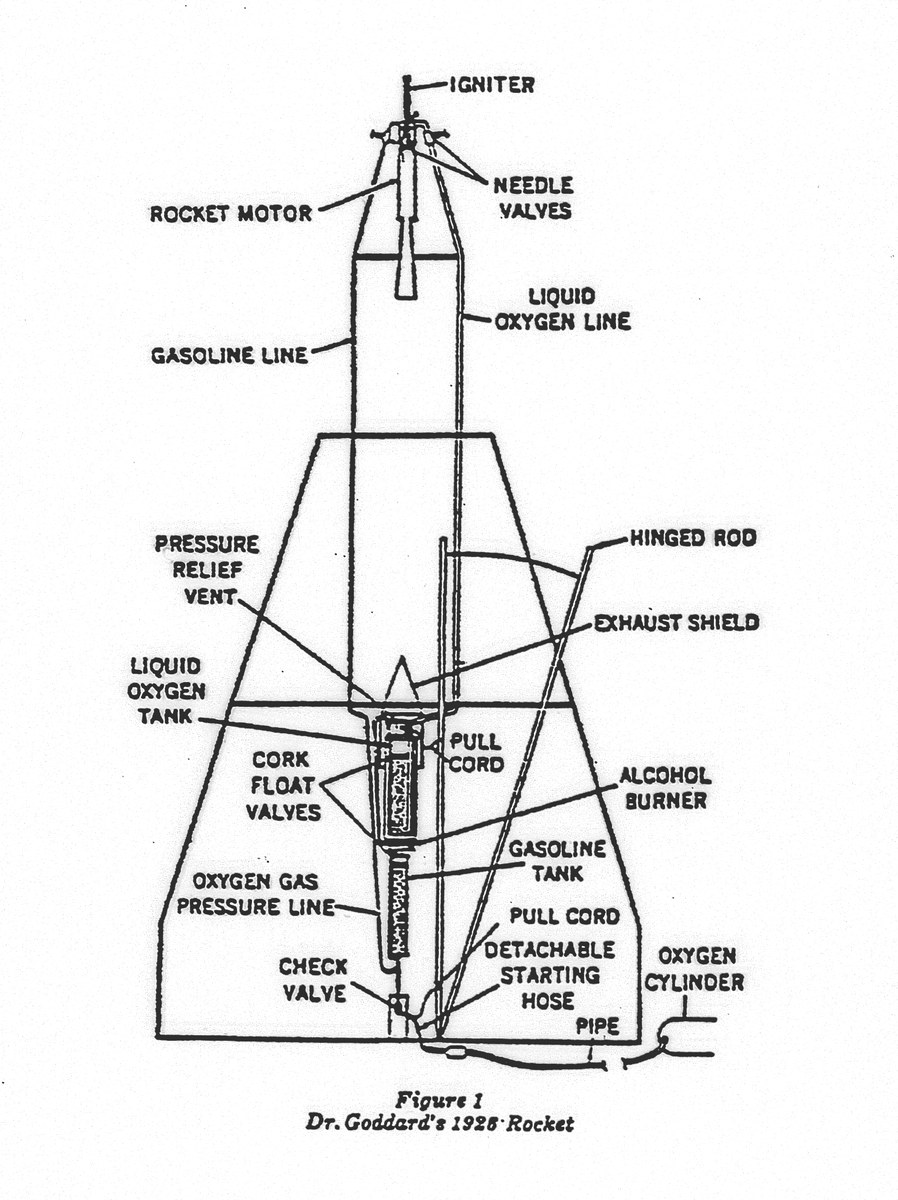 IGNITER
NEEDLE
VALVES
ROCKET MOTOR
LIQUID
OXYGEN LINE
GASOLINE LINE
HINGED ROD
PRESSURE
RELIEF
VENT
EXHAUST SHIELD
LIQUID
OXYGEN
TANK
PULL
CORD
CORK
FLOAT
VALVES
ALCOHOL
BURNER
GASOLINE
TANK
OXYGEN GAS
PRESSURE LINE
PULL CORD
DETACHABLE
STARTING
HOSE
OXYGEN
CYLINDER
CHECK
VALVE
PIPE
Figure 1
Dr. Goddard's Rocket